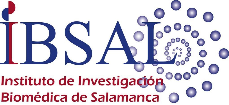 IBSAL
Instituto de Investigación
Biomédica de Salamanca